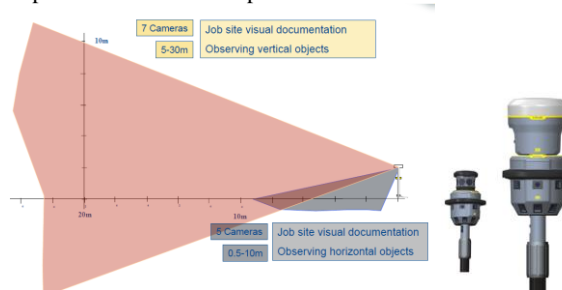 7 Cameras
Job site visual documentation
5-30m
Observing vertical objects
10m
20m
10m
5 Cameras
Job site visual documentation
0.5-10m
Observing horizontal objects